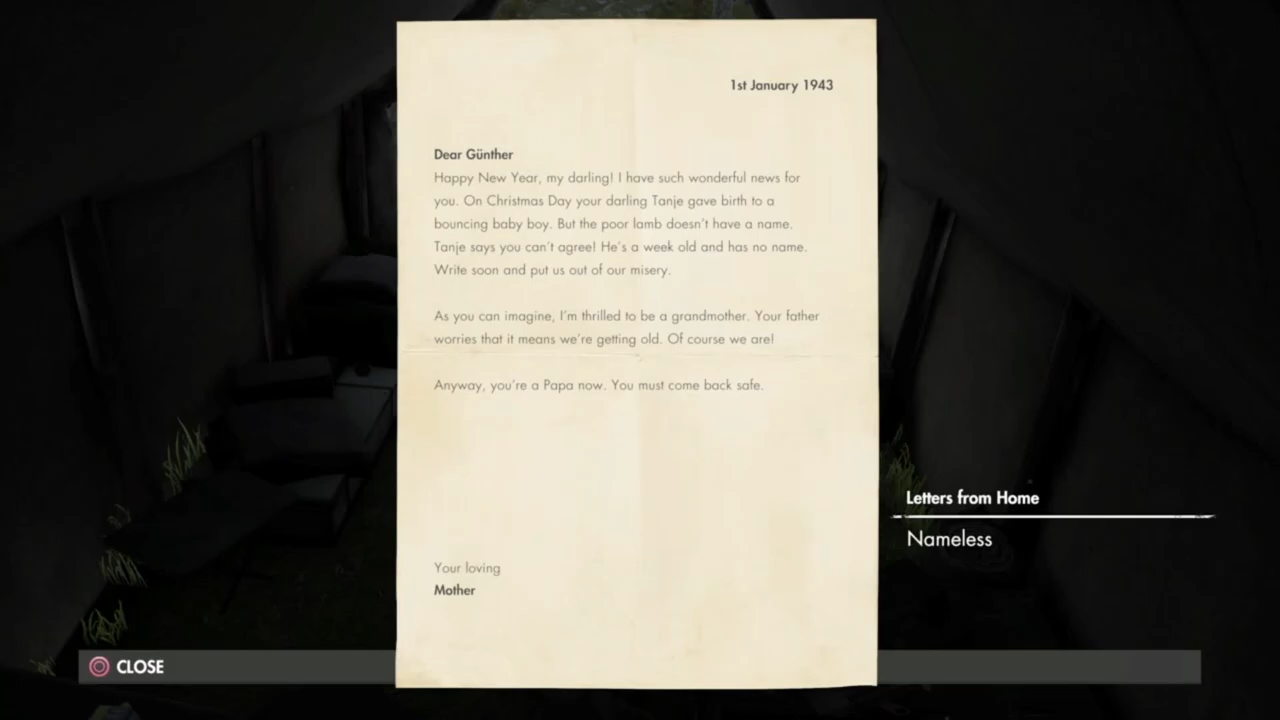 1st January 1943
Dear Günther
Happy New Year, my darling! I have such wonderful news for
you. On Christmas Day your darling Tanje gave birth to a
bouncing baby boy. But the poor lamb doesn't have a name.
Tanje says you can't agree! He's a week old and has no name.
Write soon and put us out of our misery.
As you can imagine, I'm thrilled to be a grandmother. Your father
worries that it means we're getting old. Of course we are!
Anyway, you're a Papa now. You must come back safe.
Your loving
Mother
Letters from Home
Nameless
CLOSE